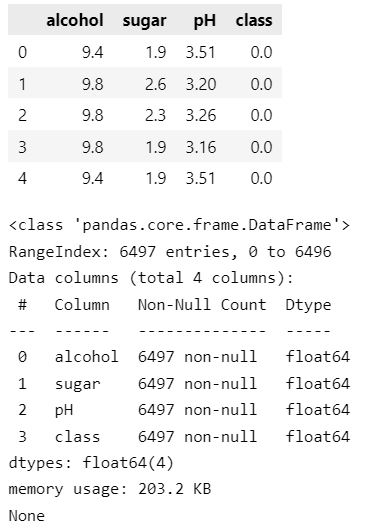 alcohol sugar pH class
0 9.4 1.9 3.51 0.0
1 9.8 2.6 3.20 0.0
2 9.8 2.3 3.26 0.0
3 9.8 1.9 3.16 0.0
4 9.4 1.9 3.51 0.0
<class 'pandas.core.frame.DataFrame'>
RangeIndex: 6497 entries, 0 to 6496
Data columns (total 4 columns):
 #   Column   Non-Null Count  Dtype
---  ------   --------------  -----
 0   alcohol  6497 non-null   float64
 1   sugar    6497 non-null   float64
 2   pH       6497 non-null   float64
 3   class    6497 non-null   float64
dtypes: float64(4)
memory usage: 203.2 KB
None